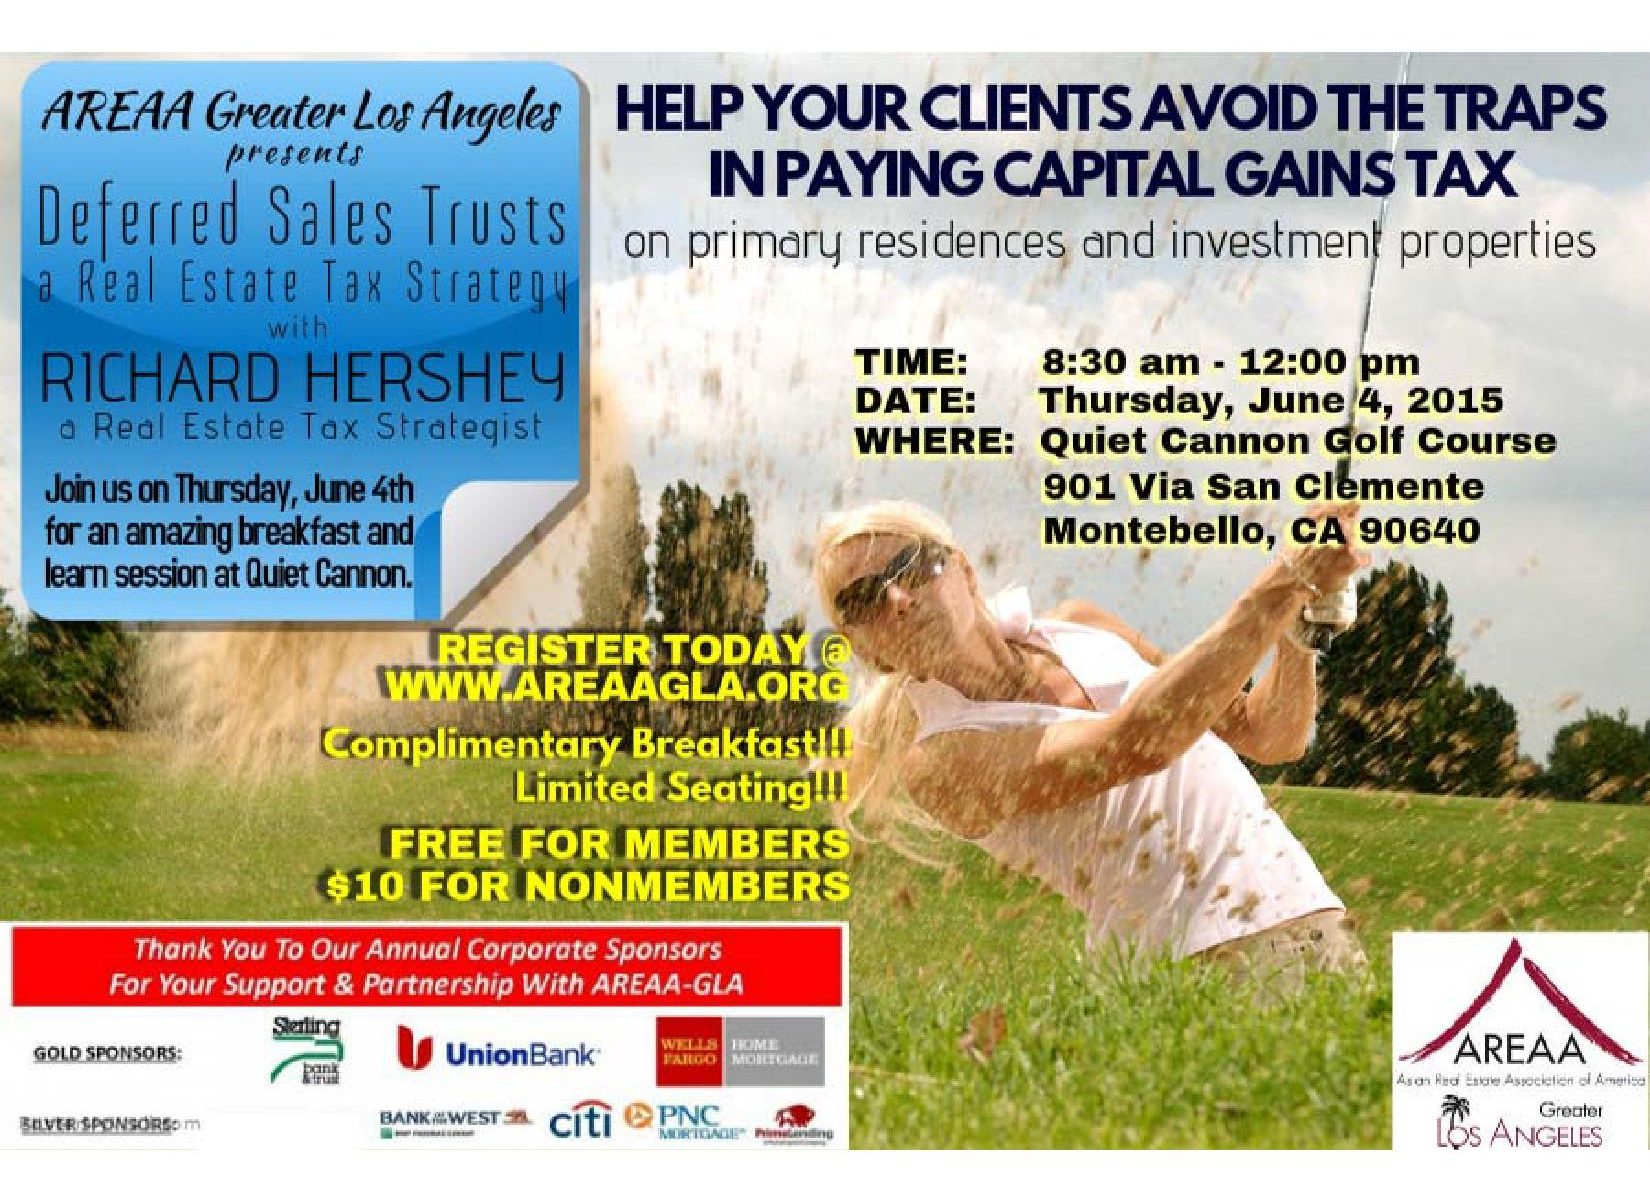 AREAA Greater Los Angeles
presents
Deferred Sales Trusts
a Real Estate Tax Strategy
with
RICHARD HERSHEY
a Real Estate Tax Strategist
Join us on Thursday, June 4th
for an amazing breakfast and
learn session at Quiet Cannon.
HELP YOUR CLIENTS AVOID THE TRAPS
IN PAYING CAPITAL GAINS TAX
on primary residences and investment properties
TIME: 8:30 am - 12:00 pm
DATE: Thursday, June 4, 2015
WHERE: Quiet Cannon Golf Course
901 Via San Clemente
Montebello, CA 90640
REGISTER TODAY @
WWW.AREAAGLA.ORG
Complimentary Breakfast!!!
Limited Seating!!!
FREE FOR MEMBERS
$10 FOR NONMEMBERS
Thank You To Our Annual Corporate Sponsors
For Your Support & Partnership With AREAA-GLA
GOLD SPONSORS:
Sterling
bank
& trust
UnionBank
WELLS
FARGO
HOME
MORTGAGE
SILVER SPONSORS:
BANK OF THE WEST
citi
PNC
MORTGAGE
PrimeLending
AREAA
Asian Real Estate Association of America
Greater
LOS ANGELES